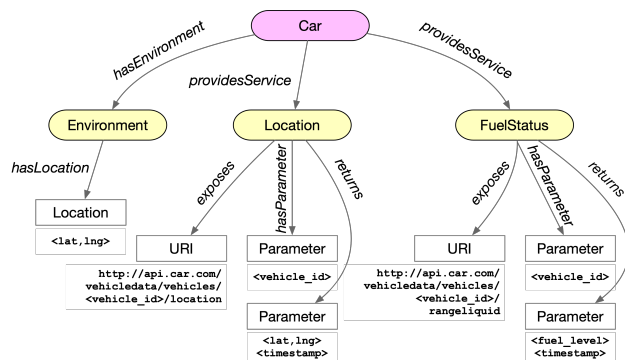 Car
hasEnvironment
providesService
providesService
Environment
Location
FuelStatus
hasLocation
exposes
hasParameter
returns
exposes
hasParameter
returns
Location
<lat,lng>
URI
http://api.car.com/
vehicledata/vehicles/
<vehicle_id>/location
Parameter
<vehicle_id>
Parameter
<lat,lng>
<timestamp>
URI
http://api.car.com/
vehicledata/vehicles/
<vehicle_id>/
rangeliquid
Parameter
<vehicle_id>
Parameter
<fuel_level>
<timestamp>